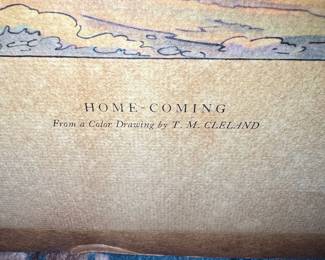 HOME-COMING
From a Color Drawing by T. M. CLELAND